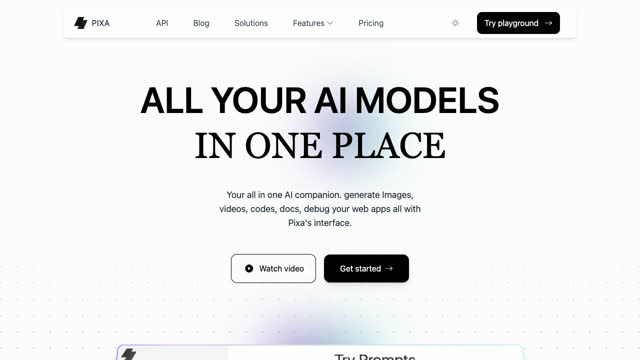 PIXA
API
Blog
Solutions
Features
Pricing
Try playground
ALL YOUR AI MODELS
IN ONE PLACE
Your all in one AI companion. generate Images,
videos, codes, docs, debug your web apps all with
Pixa's interface.
Watch video
Get started
Try Prompts